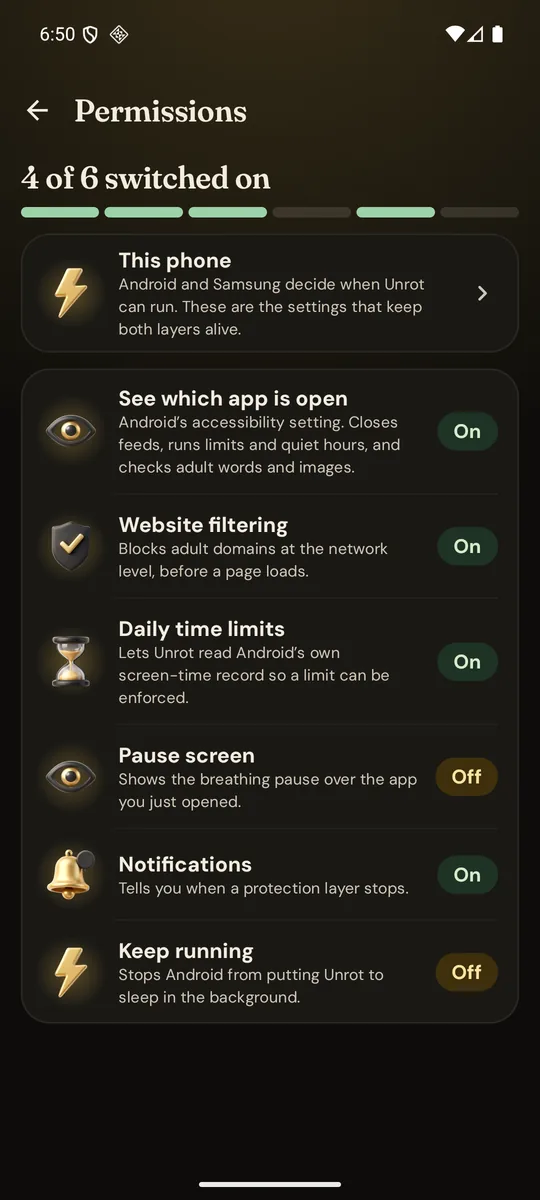 6:50
Permissions
4 of 6 switched on
This phone
Android and Samsung decide when Unrot
can run. These are the settings that keep
both layers alive.
See which app is open
Android’s accessibility setting. Closes
feeds, runs limits and quiet hours, and
checks adult words and images.
On
Website filtering
Blocks adult domains at the network
level, before a page loads.
On
Daily time limits
Lets Unrot read Android’s own
screen-time record so a limit can be
enforced.
On
Pause screen
Shows the breathing pause over the app
you just opened.
Off
Notifications
Tells you when a protection layer stops.
On
Keep running
Stops Android from putting Unrot to
sleep in the background.
Off